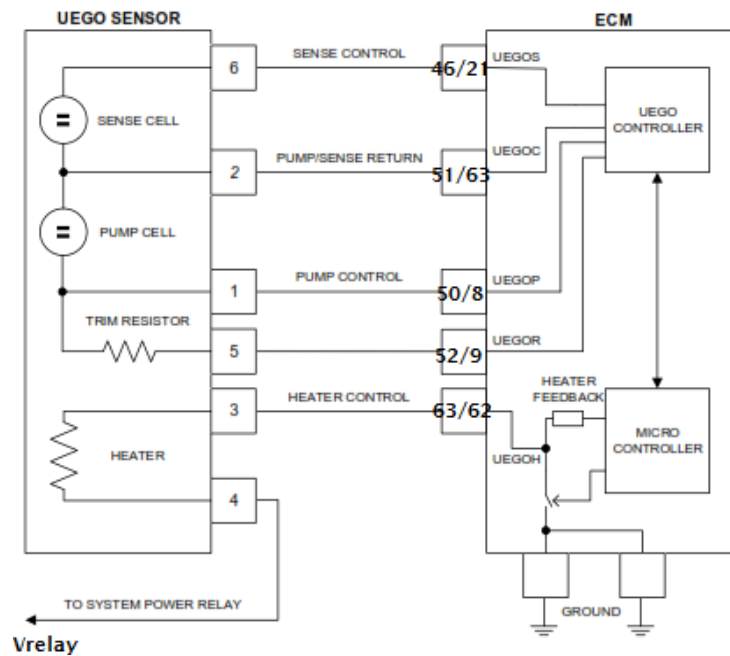 UEGO SENSOR
ECM
6
SENSE CONTROL
46/21
UEGOS
UEGO
CONTROLLER
SENSE CELL
2
PUMP/SENSE RETURN
51/63
UEGOC
PUMP CELL
1
PUMP CONTROL
50/8
UEGOP
TRIM RESISTOR
5
52/9
UEGOR
3
HEATER CONTROL
63/62
UEGOH
HEATER
FEEDBACK
MICRO
CONTROLLER
HEATER
4
TO SYSTEM POWER RELAY
GROUND
Vrelay